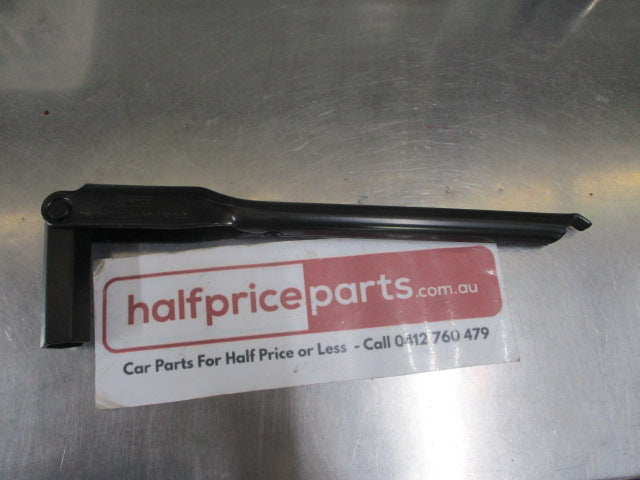 halfpriceparts.com.au
Car Parts For Half Price or Less - Call 0412 760 479